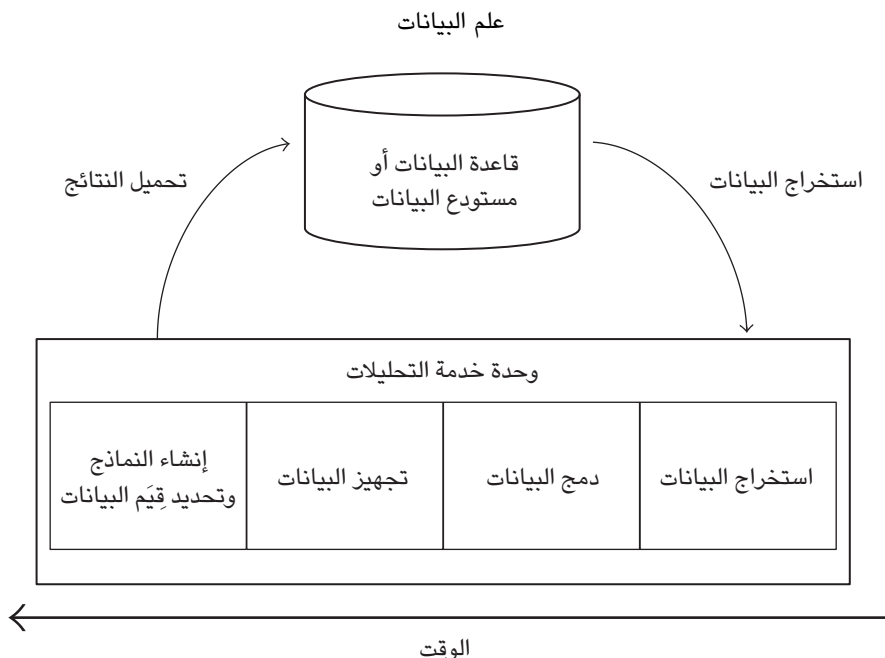 علم البيانات
قاعدة البيانات أو
مستودع البيانات
استخراج البيانات
تحميل النتائج
وحدة خدمة التحليلات
استخراج البيانات
دمج البيانات
تجهيز البيانات
إنشاء النماذج
وتحديد قِيَم البيانات
الوقت